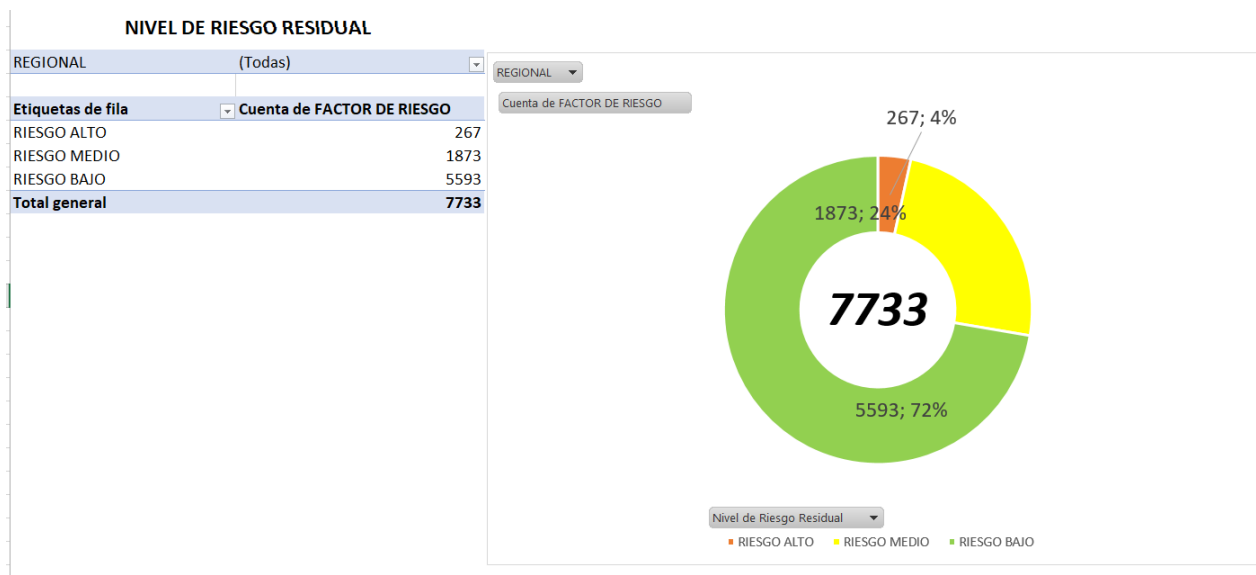 NIVEL DE RIESGO RESIDUAL
REGIONAL (Todas)
Etiquetas de fila Cuenta de FACTOR DE RIESGO
RIESGO ALTO 267
RIESGO MEDIO 1873
RIESGO BAJO 5593
Total general 7733
REGIONAL
Cuenta de FACTOR DE RIESGO
267; 4%
1873; 24%
7733
5593; 72%
Nivel de Riesgo Residual
RIESGO ALTO RIESGO MEDIO RIESGO BAJO